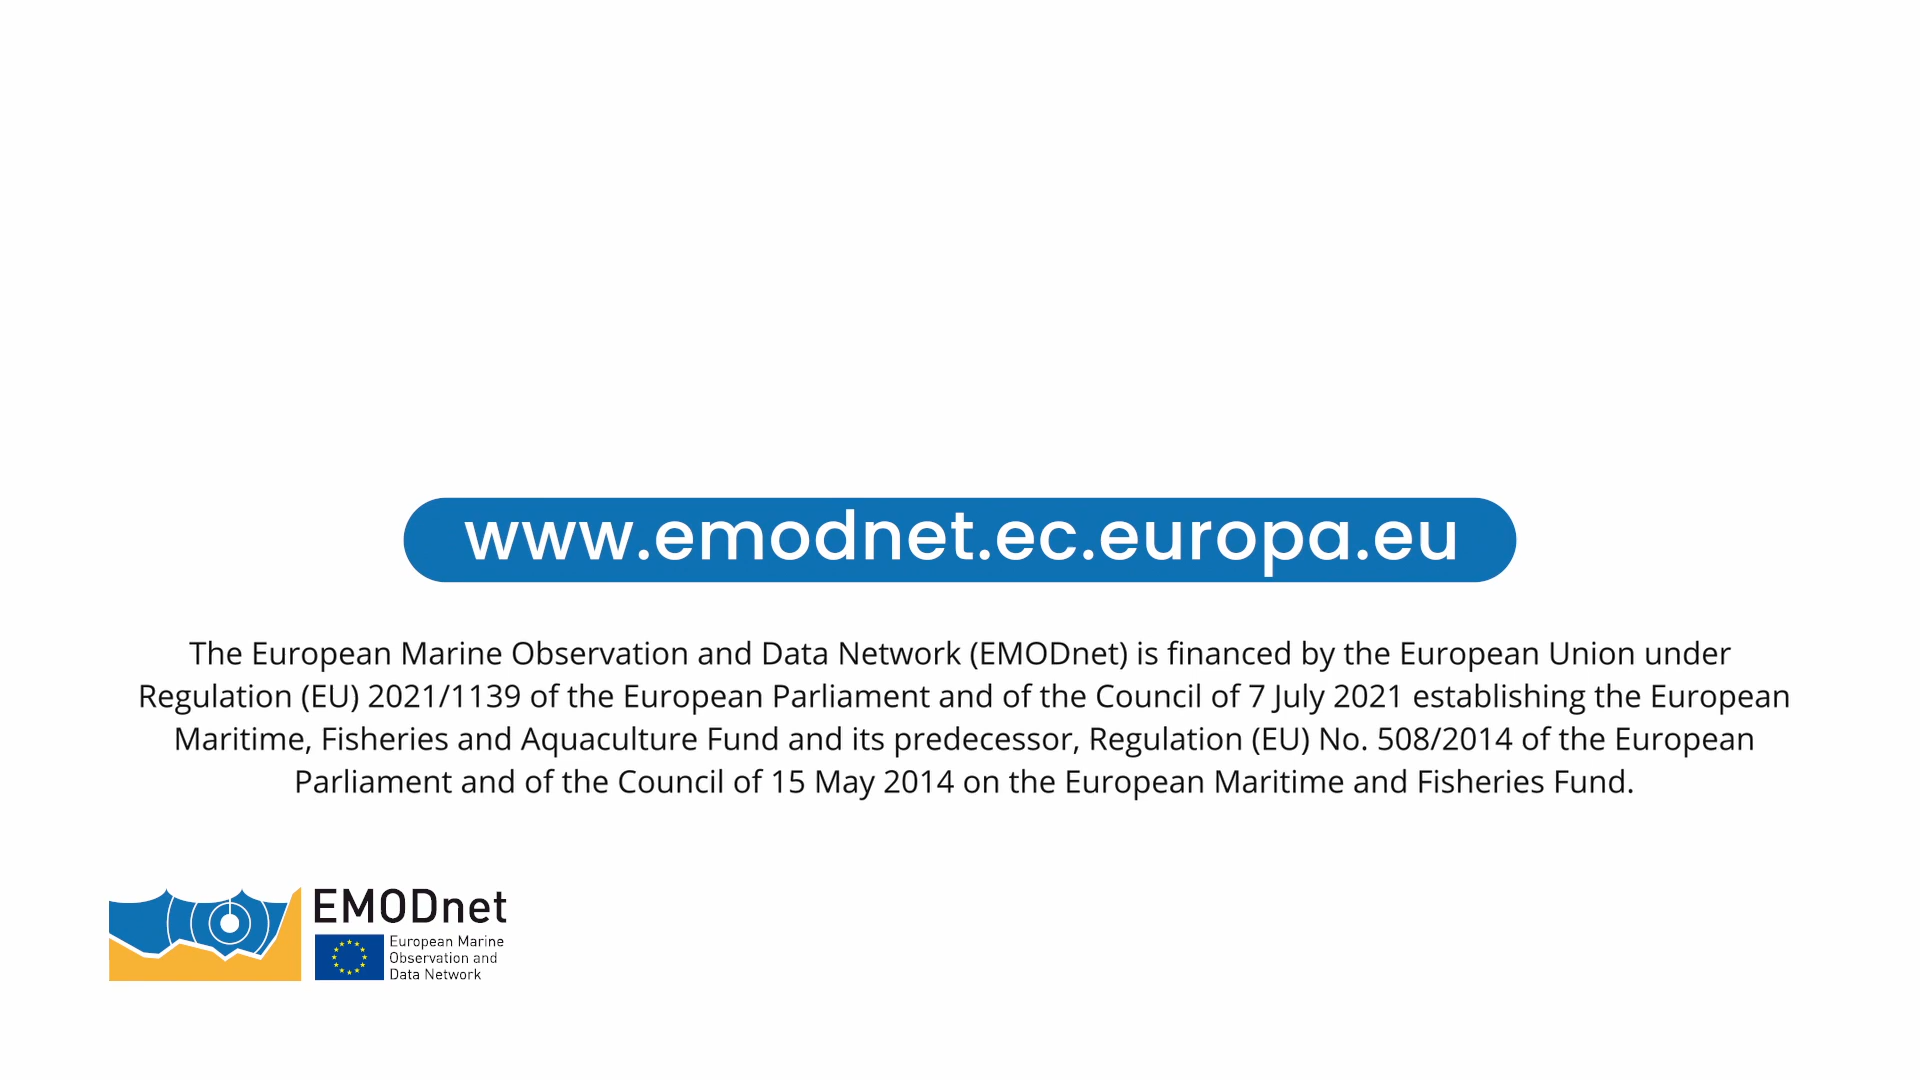 www.emodnet.ec.europa.eu
The European Marine Observation and Data Network (EMODnet) is financed by the European Union under
Regulation (EU) 2021/1139 of the European Parliament and of the Council of 7 July 2021 establishing the European
Maritime, Fisheries and Aquaculture Fund and its predecessor, Regulation (EU) No. 508/2014 of the European
Parliament and of the Council of 15 May 2014 on the European Maritime and Fisheries Fund.
EMODnet
European Marine
Observation and
Data Network